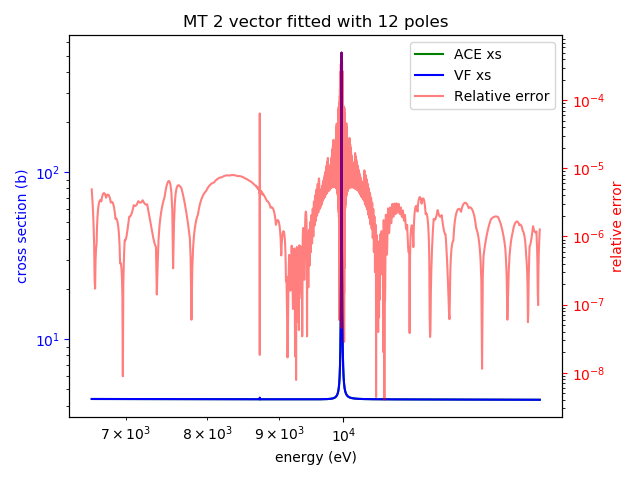 MT 2 vector fitted with 12 poles
ACE xs
VF xs
Relative error
cross section (b)
10²
10¹
relative error
10⁻⁴
10⁻⁵
10⁻⁶
10⁻⁷
10⁻⁸
7 × 10³
8 × 10³
9 × 10³
10⁴
energy (eV)